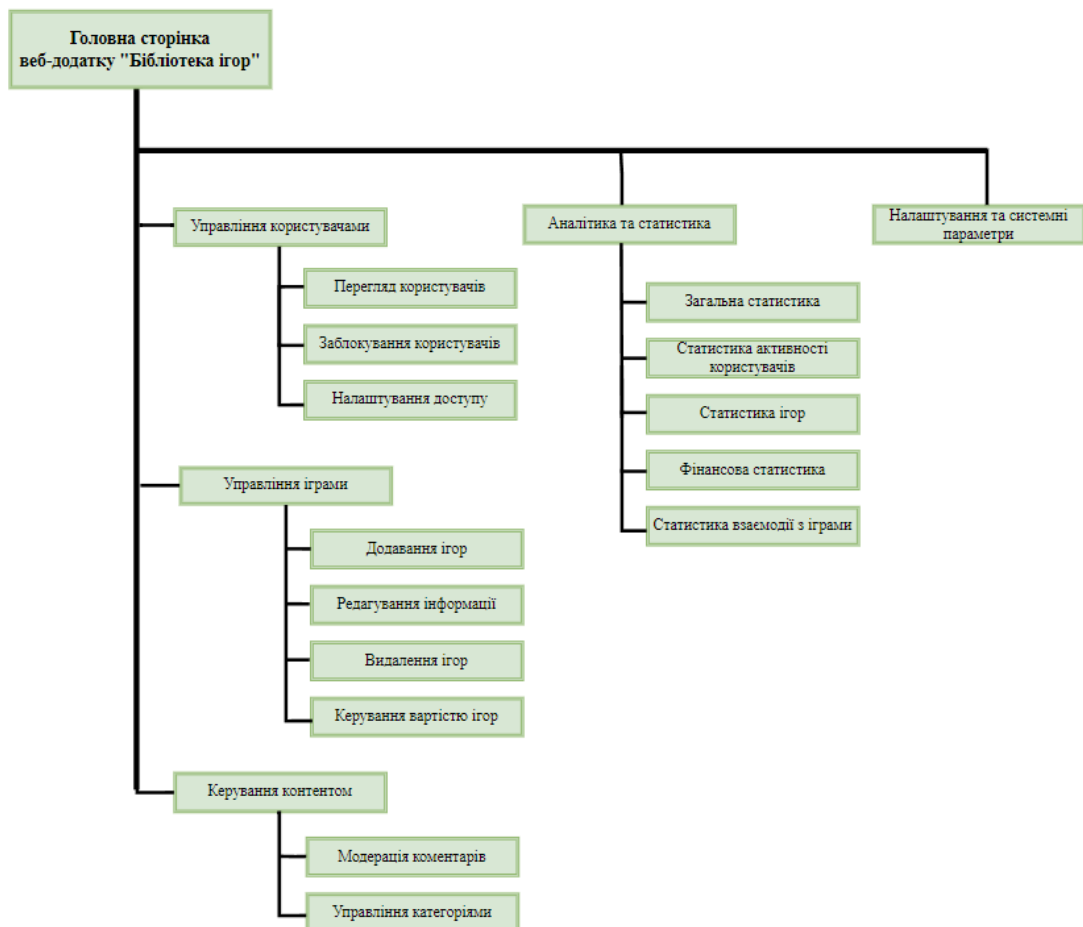 Головна сторінка
веб-додатку "Бібліотека ігор"
Управління користувачами
Перегляд користувачів
Заблокування користувачів
Налаштування доступу
Управління іграми
Додавання ігор
Редагування інформації
Видалення ігор
Керування вартістю ігор
Керування контентом
Модерація коментарів
Управління категоріями
Аналітика та статистика
Загальна статистика
Статистика активності
користувачів
Статистика ігор
Фінансова статистика
Статистика взаємодії з іграми
Налаштування та системні
параметри